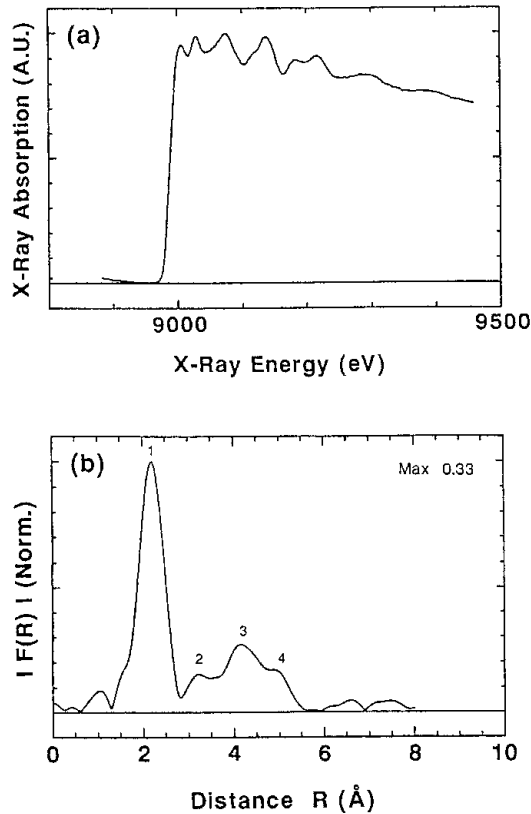 (a)
X-Ray Absorption (A.U.)
9000
9500
X-Ray Energy (eV)
(b)
1
Max 0.33
2
3
4
I F(R) I (Norm.)
0 2 4 6 8 10
Distance R (Å)